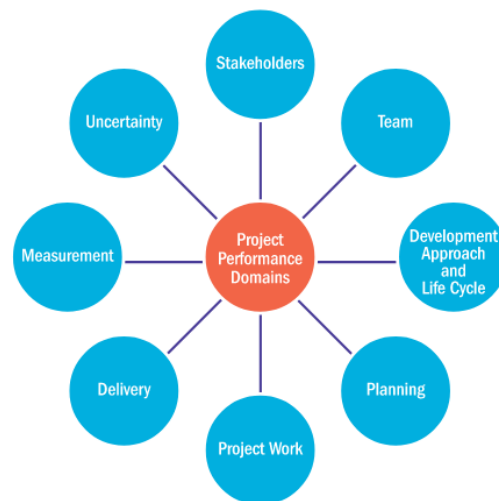 Stakeholders
Uncertainty
Team
Project
Performance
Domains
Measurement
Development
Approach
and
Life Cycle
Delivery
Planning
Project Work